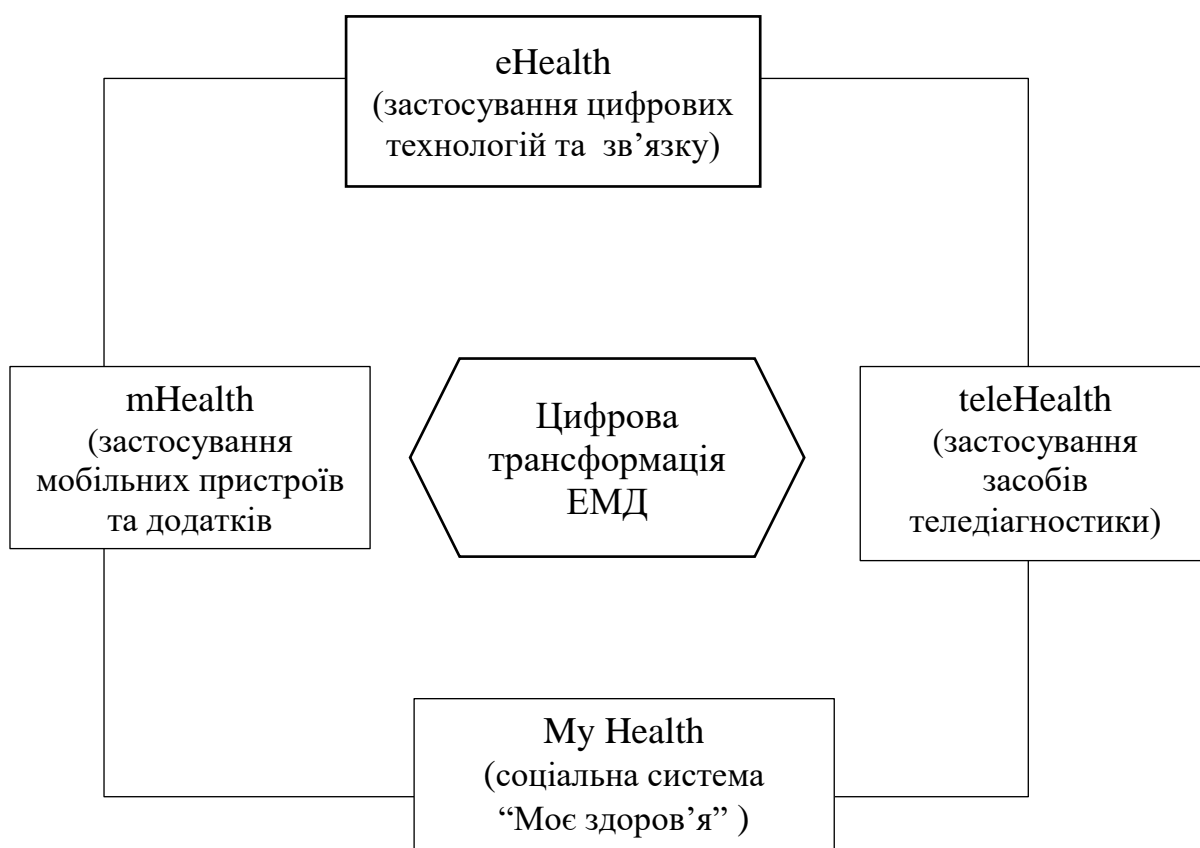 eHealth
(застосування цифрових
технологій та зв’язку)
mHealth
(застосування
мобільних пристроїв
та додатків
Цифрова
трансформація
ЕМД
teleHealth
(застосування
засобів
теледіагностики)
My Health
(соціальна система
“Моє здоров’я” )